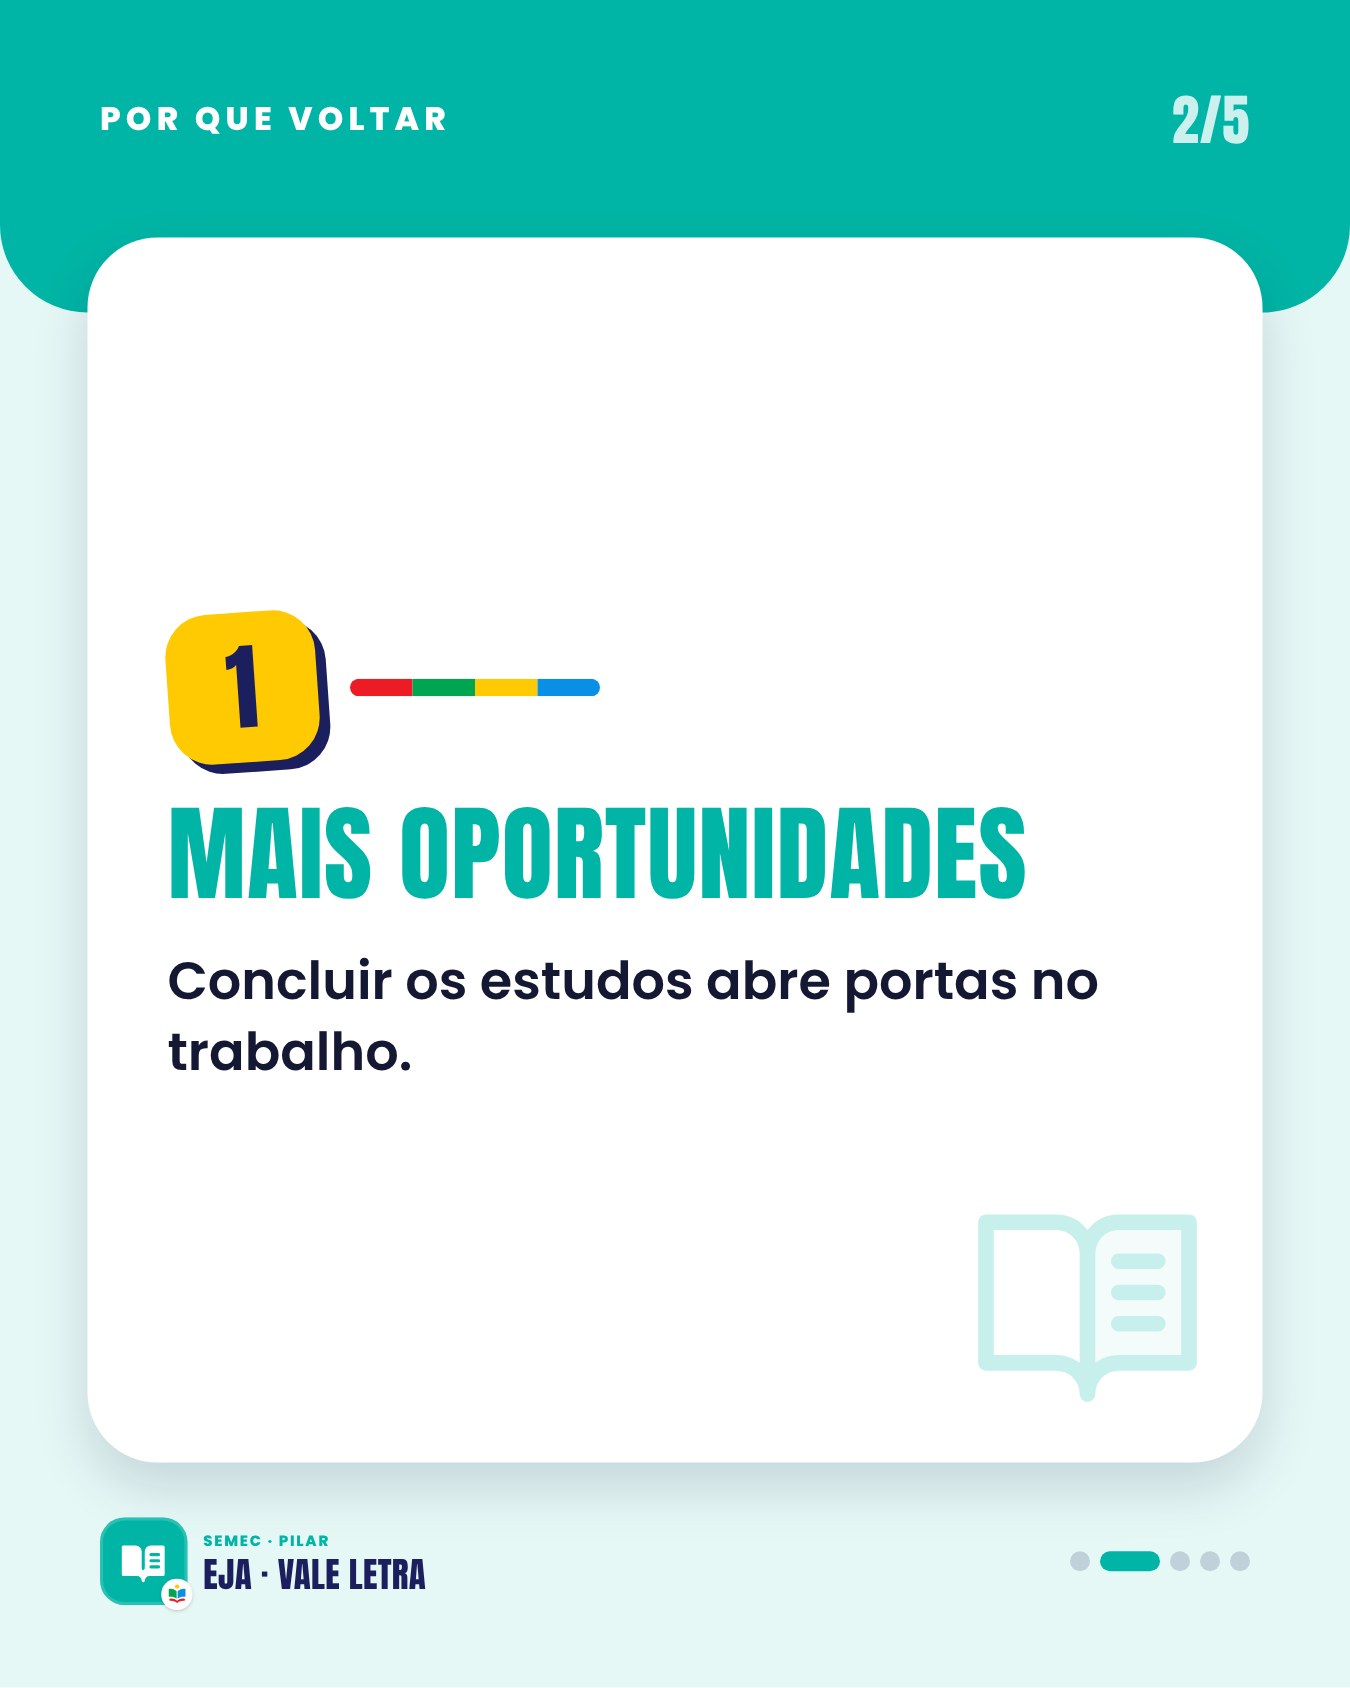 POR QUE VOLTAR
2/5
1
MAIS OPORTUNIDADES
Concluir os estudos abre portas no
trabalho.
SEMEC · PILAR
EJA · VALE LETRA